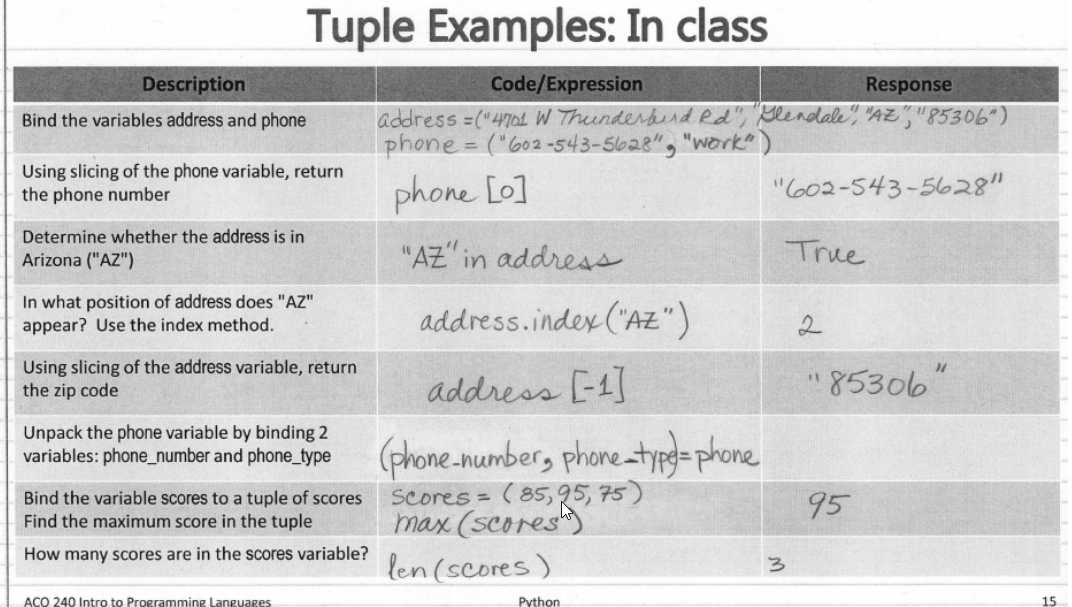 Tuple Examples: In class
Description Code/Expression Response
Bind the variables address and phone
address =("4701 W Thunderbird Rd", "Glendale", "AZ", "85306")
phone = ("602-543-5628", "work")
Using slicing of the phone variable, return
the phone number
phone [0]
"602-543-5628"
Determine whether the address is in
Arizona ("AZ")
"AZ" in address
True
In what position of address does "AZ"
appear? Use the index method.
address.index("AZ")
2
Using slicing of the address variable, return
the zip code
address [-1]
"85306"
Unpack the phone variable by binding 2
variables: phone_number and phone_type
(phone_number, phone_type)=phone
Bind the variable scores to a tuple of scores
Find the maximum score in the tuple
scores = (85,95,75)
max(scores)
95
How many scores are in the scores variable?
len(scores)
3
ACO 240 Intro to Programming Languages Python 15